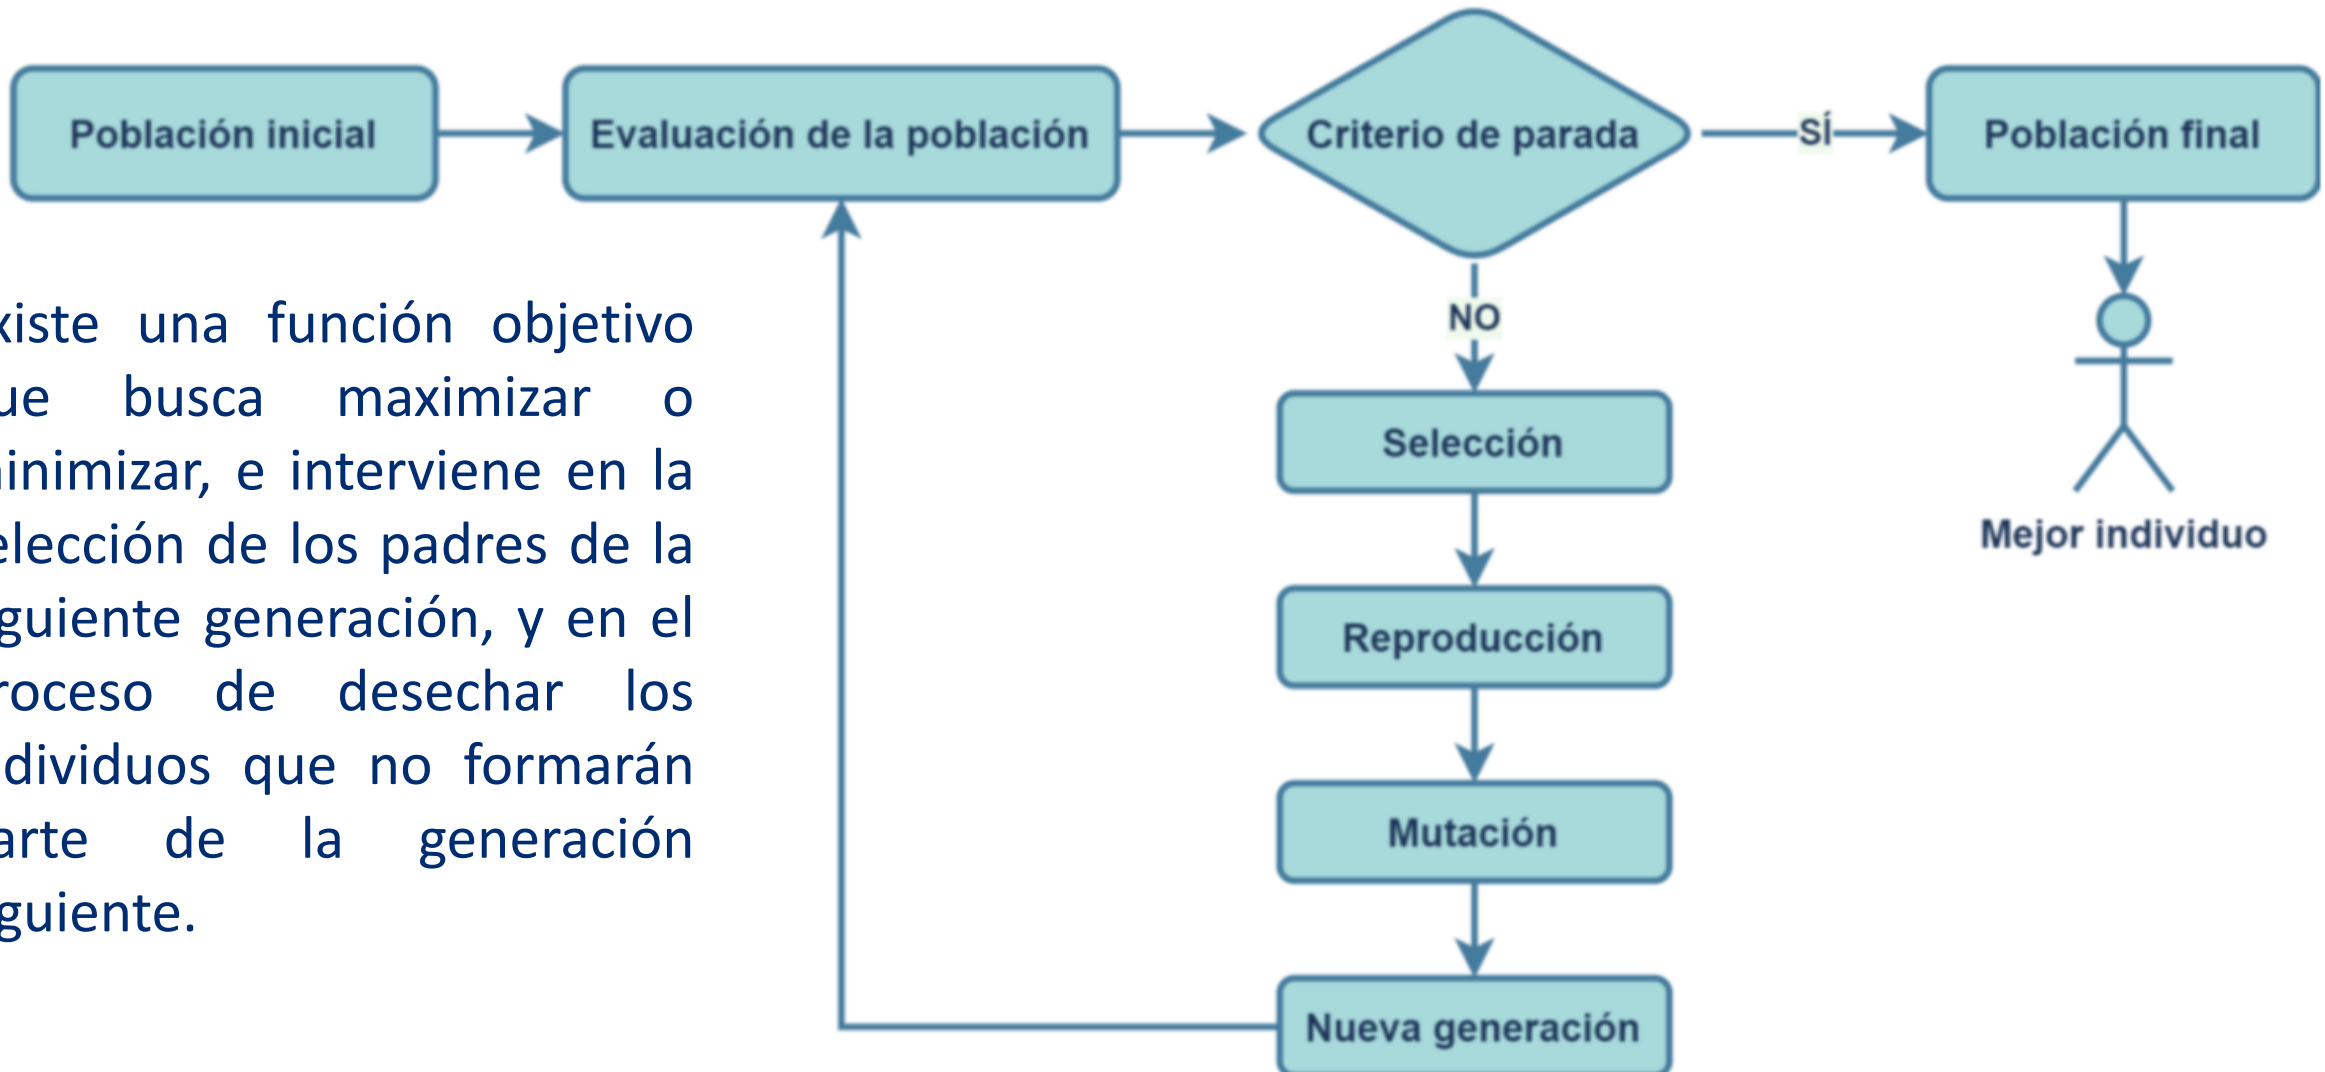 Población inicial
Evaluación de la población
Criterio de parada
SÍ
Población final
NO
Selección
Reproducción
Mutación
Nueva generación
Mejor individuo
xiste una función objetivo
ue busca maximizar o
inimizar, e interviene en la
elección de los padres de la
guiente generación, y en el
roceso de desechar los
dividuos que no formarán
arte de la generación
guiente.